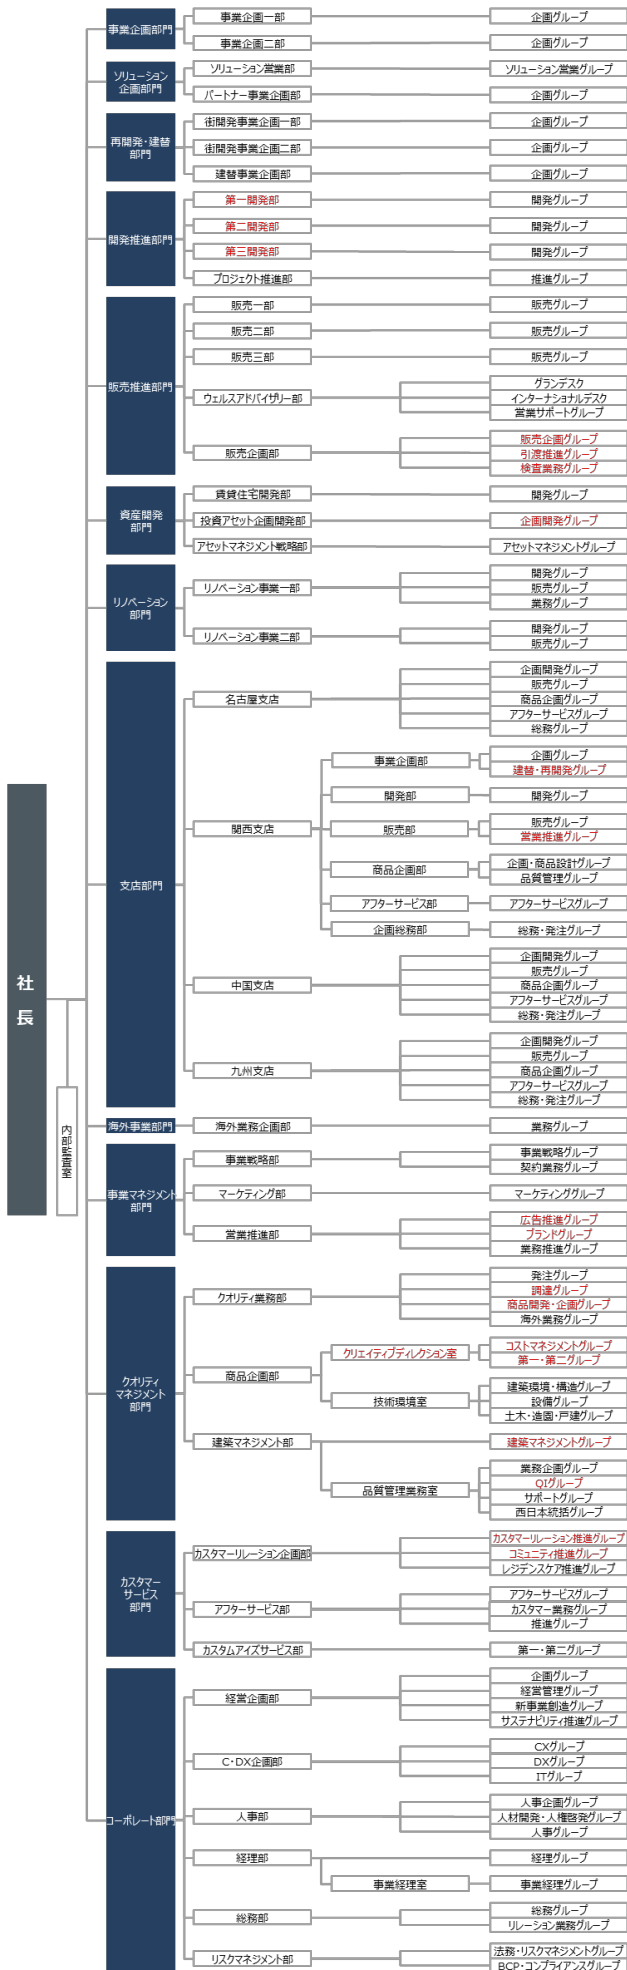 社長
内部監査室
事業企画部門
事業企画一部
企画グループ
事業企画二部
企画グループ
ソリューション
企画部門
ソリューション営業部
ソリューション営業グループ
パートナー事業企画部
企画グループ
再開発・建替
部門
街開発事業企画一部
企画グループ
街開発事業企画二部
企画グループ
建替事業企画部
企画グループ
開発推進部門
第一開発部
開発グループ
第二開発部
開発グループ
第三開発部
開発グループ
プロジェクト推進部
推進グループ
販売推進部門
販売一部
販売グループ
販売二部
販売グループ
販売三部
販売グループ
ウェルスアドバイザリー部
グランデスク
インターナショナルデスク
営業サポートグループ
販売企画部
販売企画グループ
引渡推進グループ
検査業務グループ
資産開発
部門
賃貸住宅開発部
開発グループ
投資アセット企画開発部
企画開発グループ
アセットマネジメント戦略部
アセットマネジメントグループ
リノベーション
部門
リノベーション事業一部
開発グループ
販売グループ
業務グループ
リノベーション事業二部
開発グループ
販売グループ
支店部門
名古屋支店
企画開発グループ
販売グループ
商品企画グループ
アフターサービスグループ
総務グループ
関西支店
事業企画部
企画グループ
建替・再開発グループ
開発部
開発グループ
販売部
販売グループ
営業推進グループ
商品企画部
企画・商品設計グループ
品質管理グループ
アフターサービス部
アフターサービスグループ
企画総務部
総務・発注グループ
中国支店
企画開発グループ
販売グループ
商品企画グループ
アフターサービスグループ
総務・発注グループ
九州支店
企画開発グループ
販売グループ
商品企画グループ
アフターサービスグループ
総務・発注グループ
海外事業部門
海外業務企画部
業務グループ
事業マネジメント
部門
事業戦略部
事業戦略グループ
契約業務グループ
マーケティング部
マーケティンググループ
営業推進部
広告推進グループ
ブランドグループ
業務推進グループ
クオリティ
マネジメント
部門
クオリティ業務部
発注グループ
調達グループ
商品開発・企画グループ
海外業務グループ
商品企画部
クリエイティブディレクション室
コストマネジメントグループ
第一・第二グループ
技術環境室
建築環境・構造グループ
設備グループ
土木・造園・戸建グループ
建築マネジメント部
建築マネジメントグループ
品質管理業務室
業務企画グループ
QIグループ
サポートグループ
西日本統括グループ
カスタマー
サービス
部門
カスタマーリレーション企画部
カスタマーリレーション推進グループ
コミュニティ推進グループ
レジデンスケア推進グループ
アフターサービス部
アフターサービスグループ
カスタマー業務グループ
推進グループ
カスタムアイズサービス部
第一・第二グループ
コーポレート部門
経営企画部
企画グループ
経営管理グループ
新事業創造グループ
サステナビリティ推進グループ
C・DX企画部
CXグループ
DXグループ
ITグループ
人事部
人事企画グループ
人材開発・人権啓発グループ
人事グループ
経理部
経理グループ
事業経理室
事業経理グループ
総務部
総務グループ
リレーション業務グループ
リスクマネジメント部
法務・リスクマネジメントグループ
BCP・コンプライアンスグループ